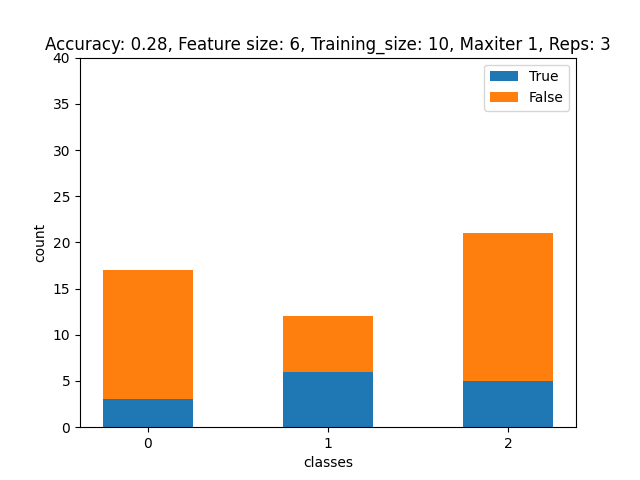 Accuracy: 0.28, Feature size: 6, Training_size: 10, Maxiter 1, Reps: 3
True
False
40
35
30
25
20
15
10
5
0
count
0 1 2
classes